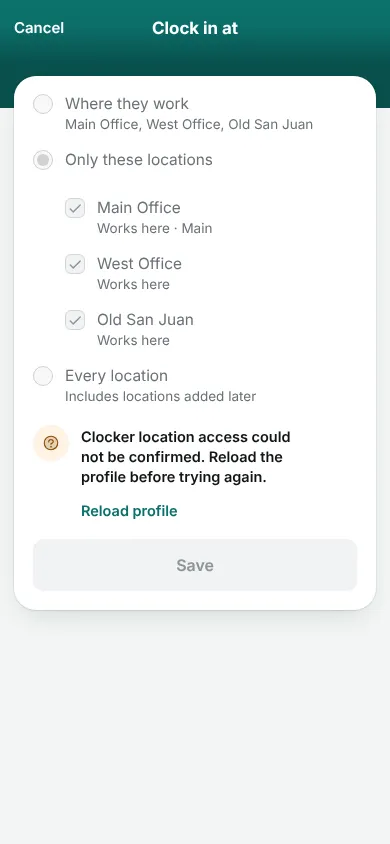 Cancel
Clock in at
Where they work
Main Office, West Office, Old San Juan
Only these locations
Main Office
Works here · Main
West Office
Works here
Old San Juan
Works here
Every location
Includes locations added later
Clocker location access could
not be confirmed. Reload the
profile before trying again.
Reload profile
Save